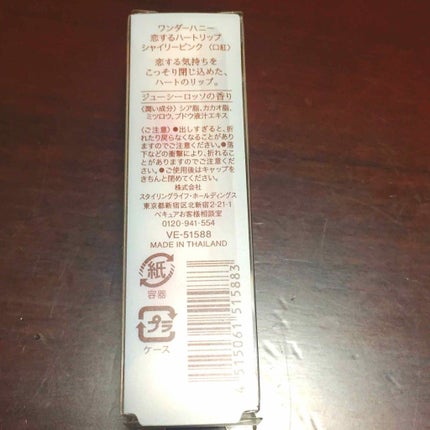 ワンダーハニー
恋するハートリップ
シャイリーピンク 〈口紅〉
恋する気持ちを
こっそり閉じ込めた、
ハートのリップ。
ジューシーロッソの香り
〈潤い成分〉シア脂、カカオ脂、
ミツロウ、ブドウ液汁エキス
〈ご注意〉●出しすぎると、折
れたり戻らなくなることがあり
ますのでご注意ください。●落
下などの衝撃により、折れること
がありますのでご注意くださ
い。●ご使用後はキャップを
きちんと閉めてください。
株式会社
スタイリングライフ・ホールディングス
東京都新宿区北新宿2-21-1
ベキュアお客様相談室
0120-941-554
VE-51588
MADE IN THAILAND
紙
容器
プラ
ケース
4 515061 515883